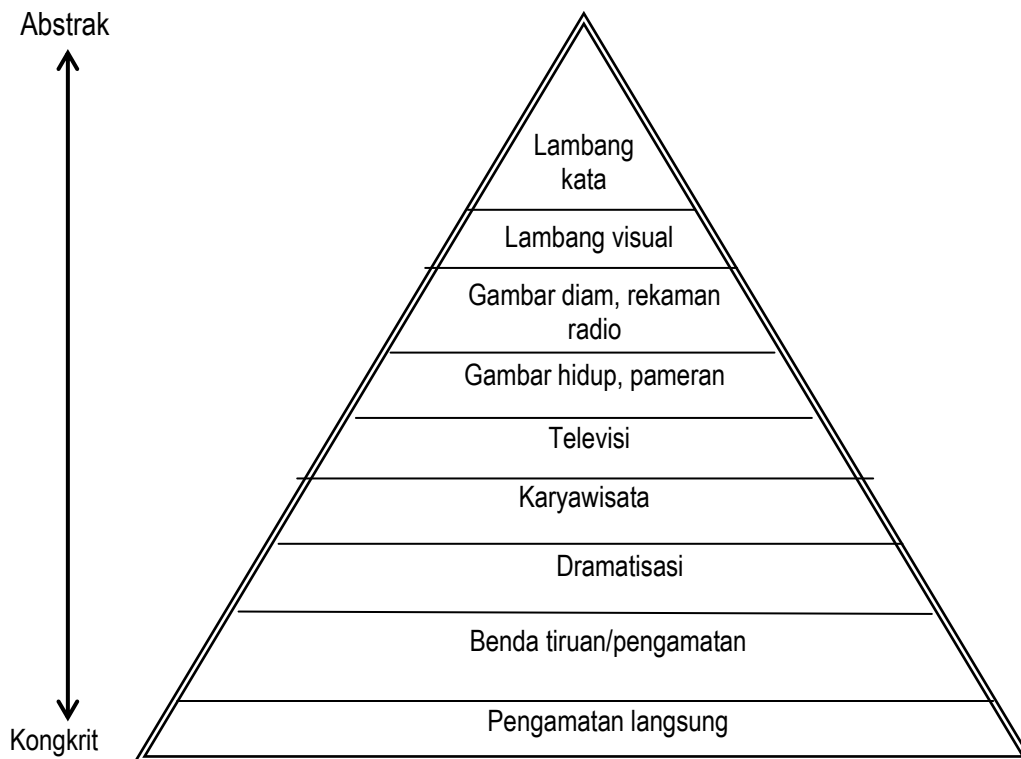 Abstrak
Lambang
kata
Lambang visual
Gambar diam, rekaman
radio
Gambar hidup, pameran
Televisi
Karyawisata
Dramatisasi
Benda tiruan/pengamatan
Pengamatan langsung
Kongkrit